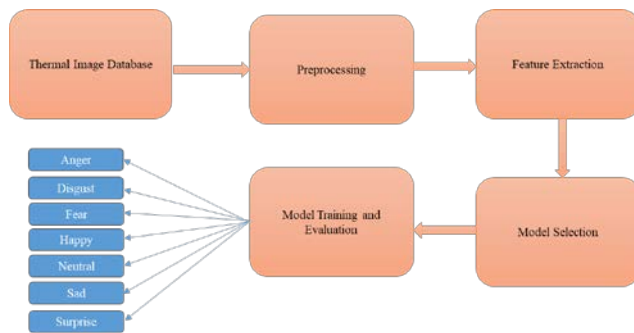 Thermal Image Database
Preprocessing
Feature Extraction
Model Selection
Model Training and
Evaluation
Anger
Disgust
Fear
Happy
Neutral
Sad
Surprise